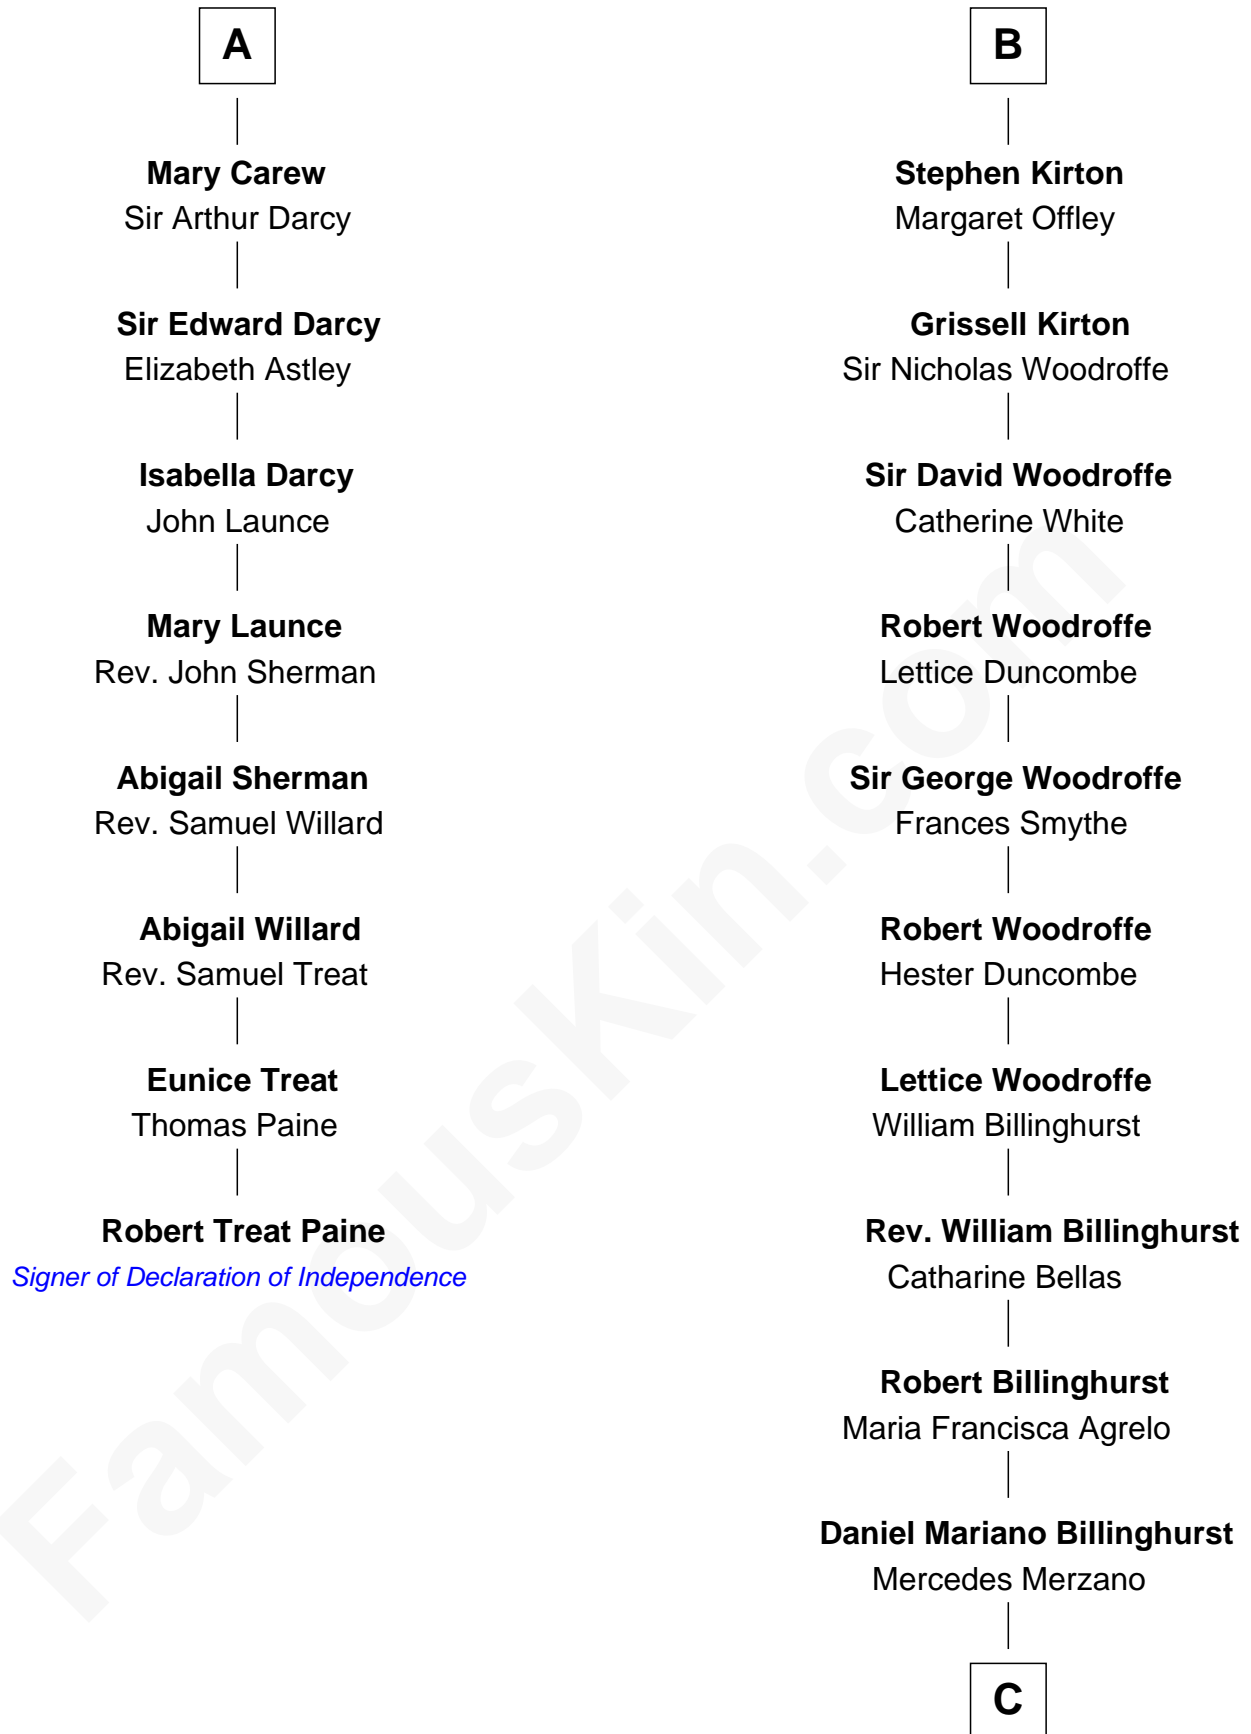 A
Mary Carew
Sir Arthur Darcy
Sir Edward Darcy
Elizabeth Astley
Isabella Darcy
John Launce
Mary Launce
Rev. John Sherman
Abigail Sherman
Rev. Samuel Willard
Abigail Willard
Rev. Samuel Treat
Eunice Treat
Thomas Paine
Robert Treat Paine
Signer of Declaration of Independence
B
Stephen Kirton
Margaret Offley
Grissell Kirton
Sir Nicholas Woodroffe
Sir David Woodroffe
Catherine White
Robert Woodroffe
Lettice Duncombe
Sir George Woodroffe
Frances Smythe
Robert Woodroffe
Hester Duncombe
Lettice Woodroffe
William Billinghurst
Rev. William Billinghurst
Catharine Bellas
Robert Billinghurst
Maria Francisca Agrelo
Daniel Mariano Billinghurst
Mercedes Merzano
C
FamousKin.com